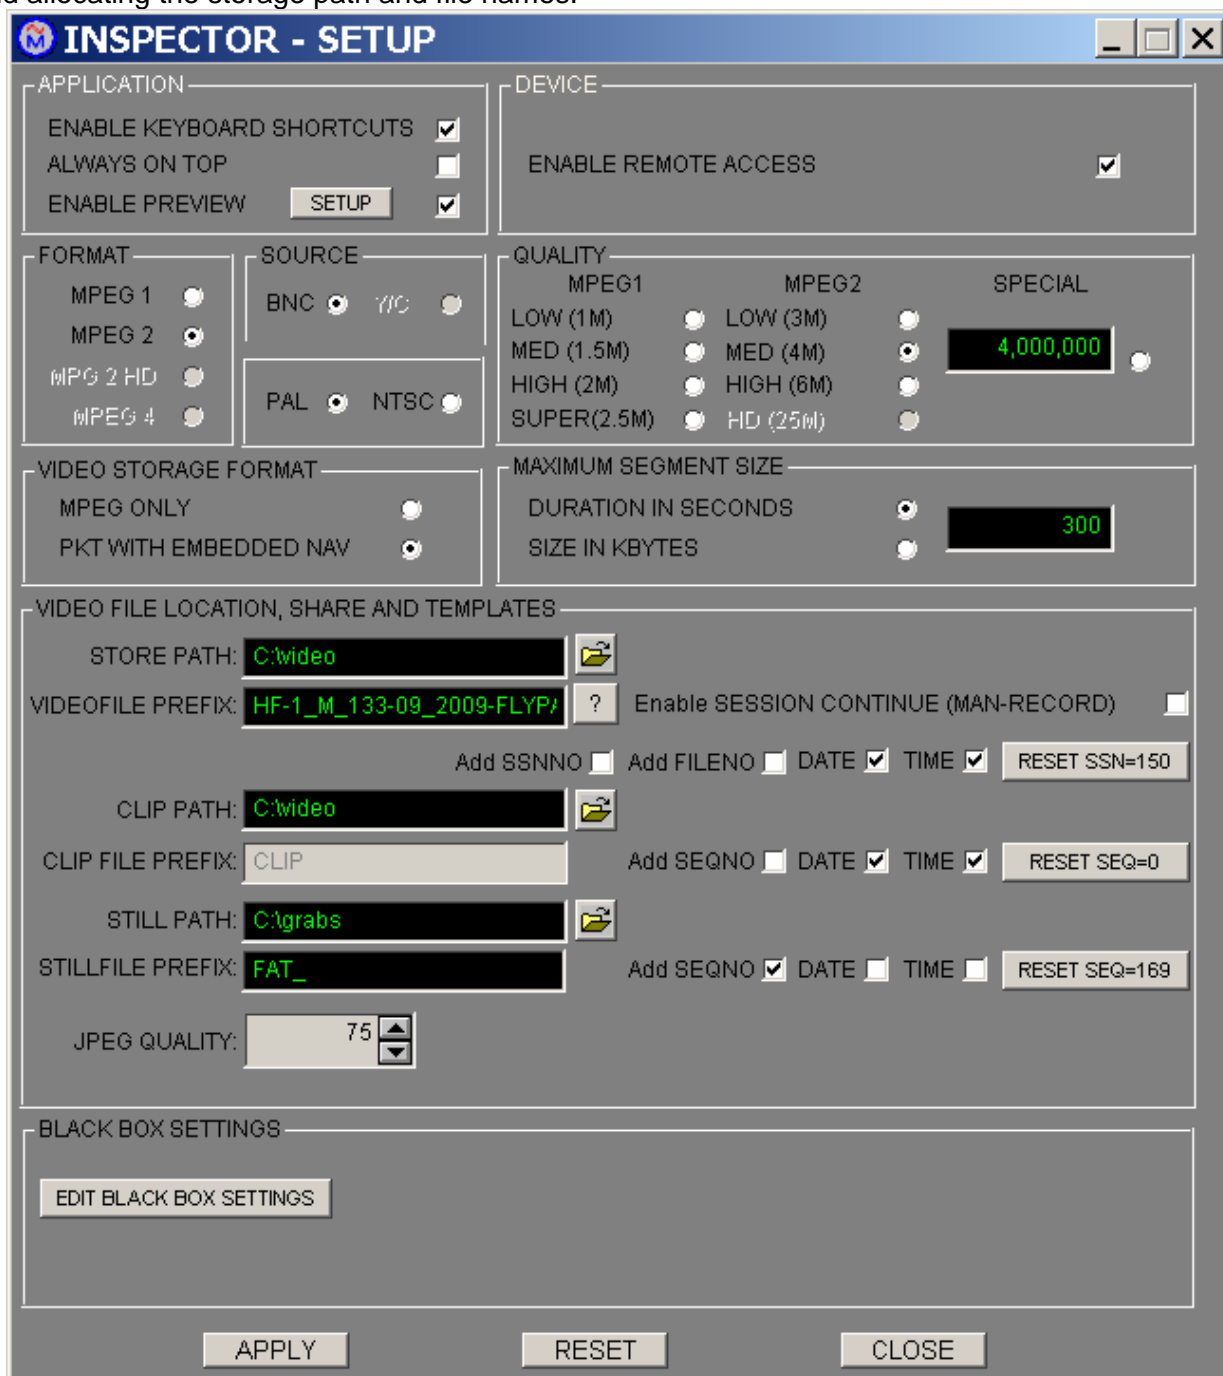 allocating the storage path and file names.
INSPECTOR - SETUP
APPLICATION
ENABLE KEYBOARD SHORTCUTS
ALWAYS ON TOP
ENABLE PREVIEW SETUP
DEVICE
ENABLE REMOTE ACCESS
FORMAT
MPEG 1
MPEG 2
MPG 2 HD
MPEG 4
SOURCE
BNC Y/C
PAL NTSC
QUALITY
MPEG1 MPEG2 SPECIAL
LOW (1M) LOW (3M)
MED (1.5M) MED (4M) 4,000,000
HIGH (2M) HIGH (6M)
SUPER(2.5M) HD (25M)
VIDEO STORAGE FORMAT
MPEG ONLY
PKT WITH EMBEDDED NAV
MAXIMUM SEGMENT SIZE
DURATION IN SECONDS
300
SIZE IN KBYTES
VIDEO FILE LOCATION, SHARE AND TEMPLATES
STORE PATH: C:\video
VIDEOFILE PREFIX: HF-1_M_133-09_2009-FLYP ? Enable SESSION CONTINUE (MAN-RECORD)
Add SSNNO Add FILENO DATE TIME RESET SSN=150
CLIP PATH: C:\video
CLIP FILE PREFIX: CLIP Add SEQNO DATE TIME RESET SEQ=0
STILL PATH: C:\grabs
STILLFILE PREFIX: FAT_ Add SEQNO DATE TIME RESET SEQ=169
JPEG QUALITY: 75
BLACK BOX SETTINGS
EDIT BLACK BOX SETTINGS
APPLY RESET CLOSE